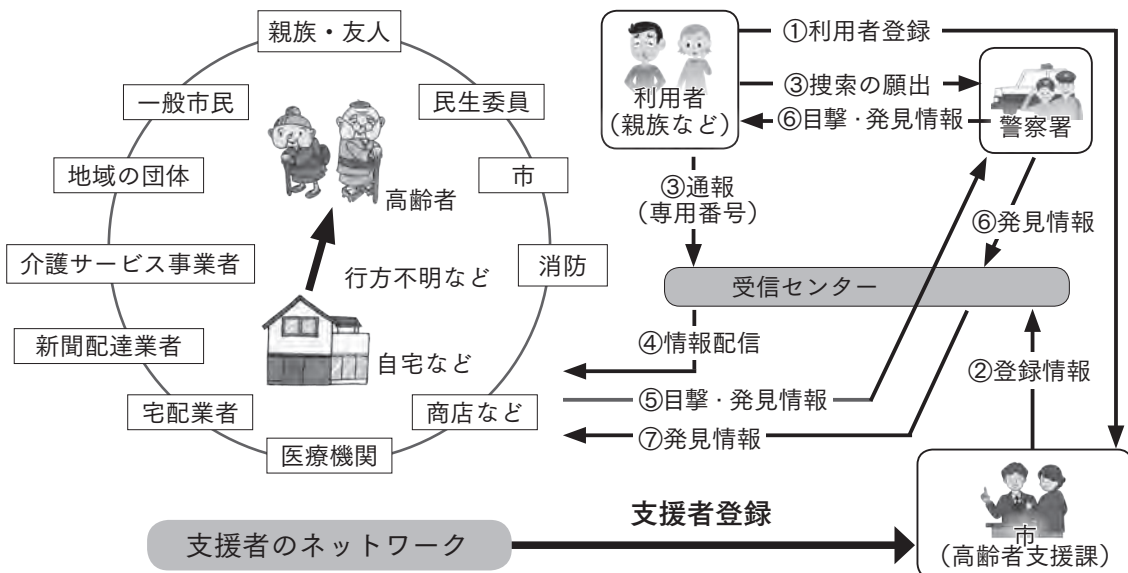 親族・友人
一般市民
民生委員
地域の団体
市
高齢者
介護サービス事業者
消防
行方不明など
新聞配達業者
自宅など
宅配業者
商店など
医療機関
支援者のネットワーク
支援者登録
利用者
（親族など）
①利用者登録
③捜索の願出
⑥目撃・発見情報
警察署
③通報
（専用番号）
⑥発見情報
受信センター
④情報配信
②登録情報
⑤目撃・発見情報
⑦発見情報
市
（高齢者支援課）